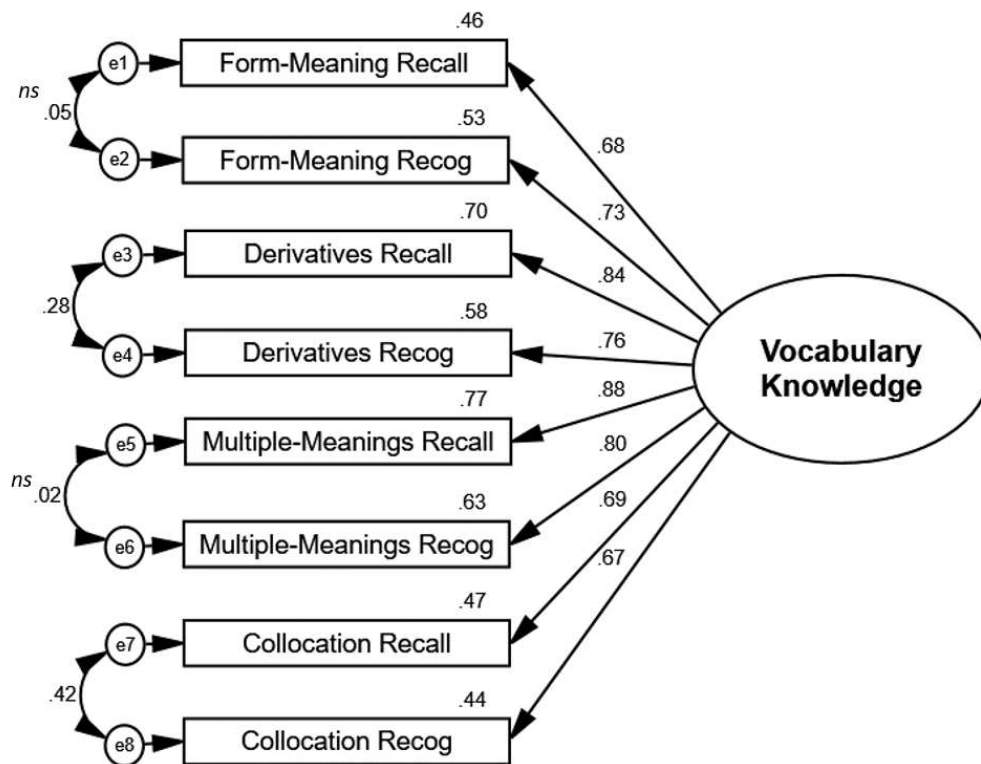 .46
e1
Form-Meaning Recall
ns
.05
.68
.53
e2
Form-Meaning Recog
.73
.70
e3
Derivatives Recall
.84
.28
.58
e4
Derivatives Recog
.76
Vocabulary
Knowledge
.77
.88
e5
Multiple-Meanings Recall
ns
.02
.80
.63
.69
e6
Multiple-Meanings Recog
.67
.47
e7
Collocation Recall
.42
.44
e8
Collocation Recog